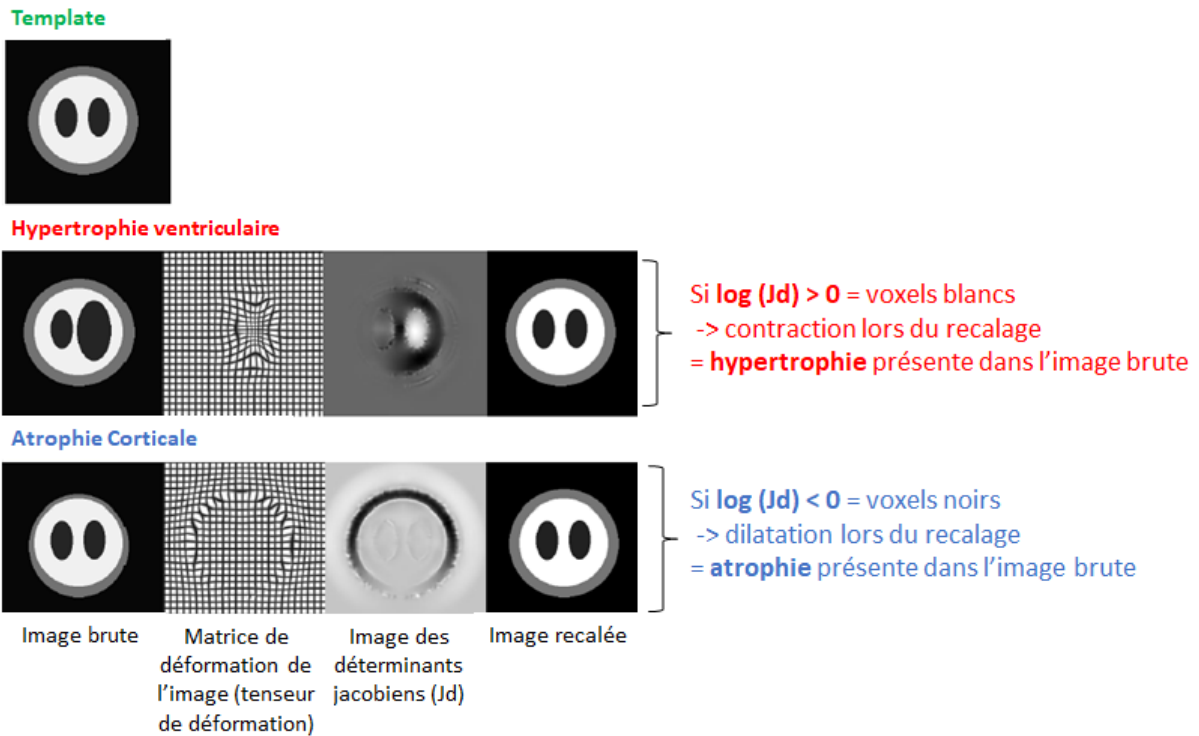 Template
Hypertrophie ventriculaire
Si log (Jd) > 0 = voxels blancs
-> contraction lors du recalage
= hypertrophie présente dans l’image brute
Atrophie Corticale
Si log (Jd) < 0 = voxels noirs
-> dilatation lors du recalage
= atrophie présente dans l’image brute
Image brute
Matrice de
déformation de
l’image (tenseur
de déformation)
Image des
déterminants
jacobiens (Jd)
Image recalée